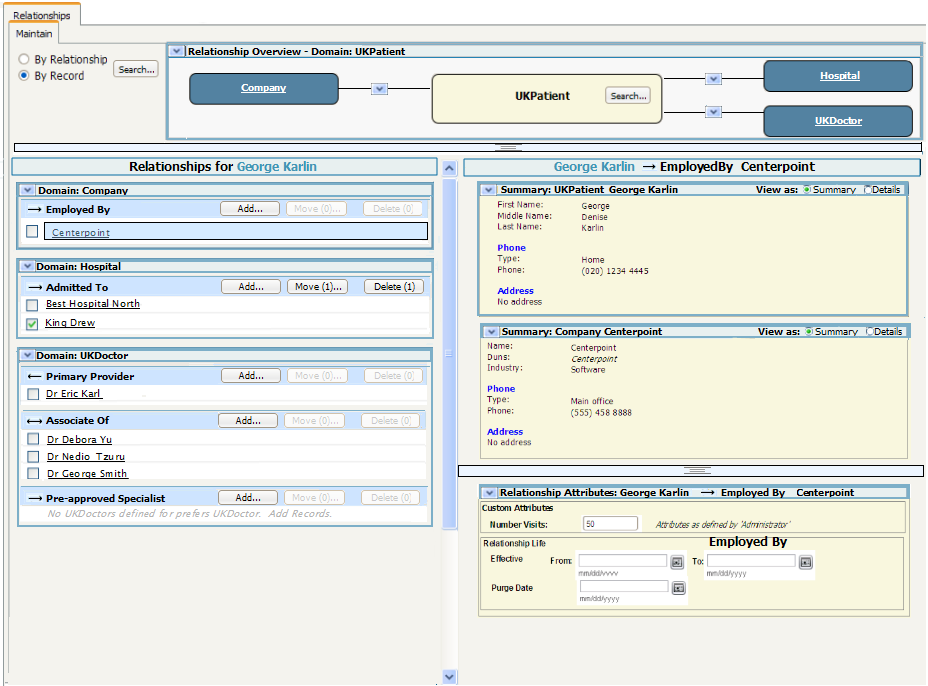 Relationships
Maintain
By Relationship
By Record
Search...
Relationship Overview - Domain: UKPatient
Company
UKPatient
Search...
Hospital
UKDoctor
Relationships for George Karlin
Domain: Company
→ Employed By Add... Move (0)... Delete (0)
Centerpoint
Domain: Hospital
→ Admitted To Add... Move (1)... Delete (1)
Best Hospital North
King Drew
Domain: UKDoctor
← Primary Provider Add... Move (0)... Delete (0)
Dr Eric Karl
↔ Associate Of Add... Move (0)... Delete (0)
Dr Debora Yu
Dr Nedio Tzuru
Dr George Smith
→ Pre-approved Specialist Add... Move (0)... Delete (0)
No UKDoctors defined for prefers UKDoctor. Add Records.
George Karlin → EmployedBy Centerpoint
Summary: UKPatient George Karlin View as: Summary Details
First Name: George
Middle Name: Denise
Last Name: Karlin
Phone
Type: Home
Phone: (020) 1234 4445
Address
No address
Summary: Company Centerpoint View as: Summary Details
Name: Centerpoint
Duns: Centerpoint
Industry: Software
Phone
Type: Main office
Phone: (555) 458 8888
Address
No address
Relationship Attributes: George Karlin → Employed By Centerpoint
Custom Attributes
Number Visits: 50 Attributes as defined by 'Administrator'
Relationship Life Employed By
Effective From: To:
mm/dd/yyyy mm/dd/yyyy
Purge Date
mm/dd/yyyy